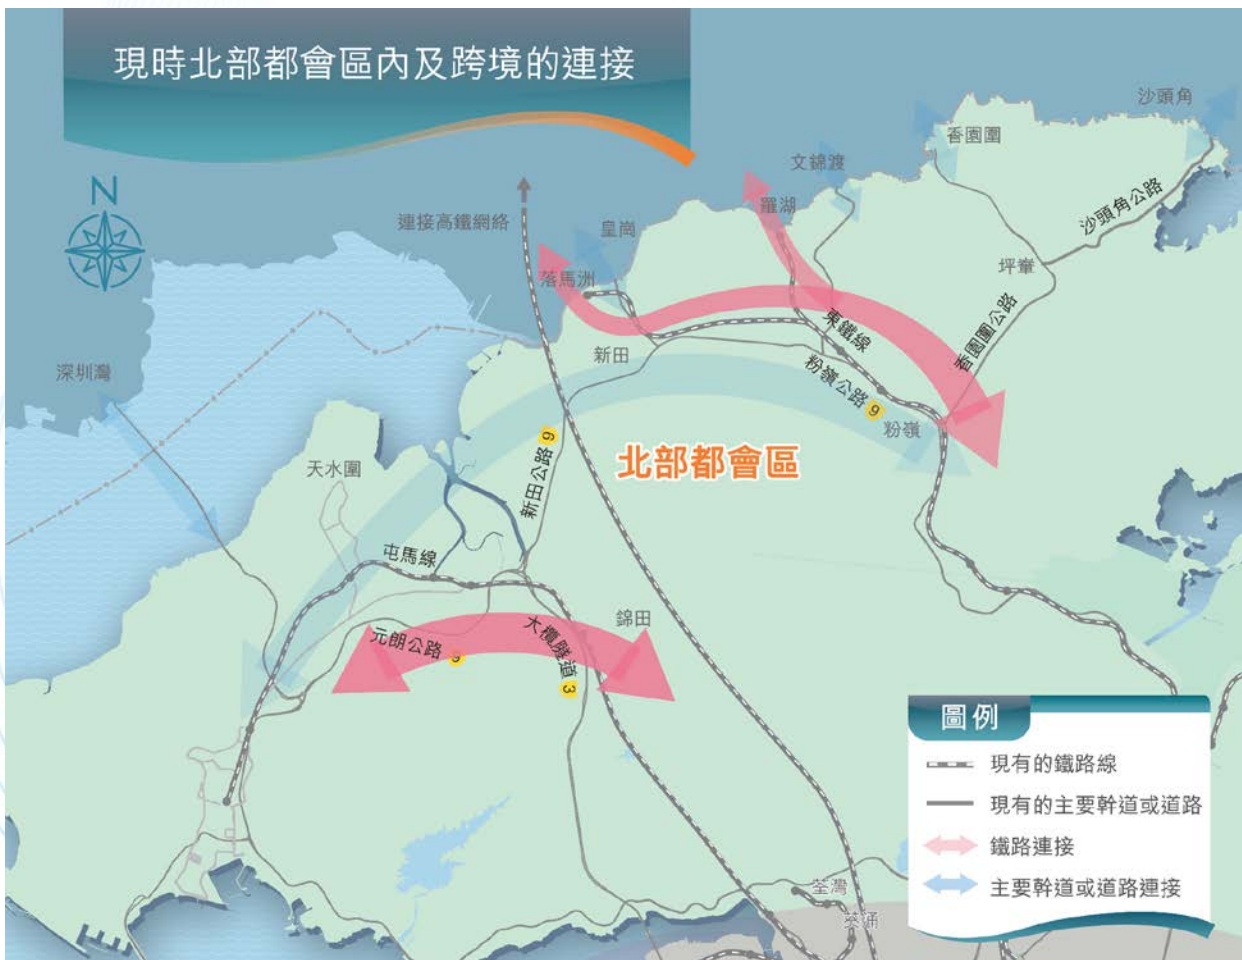 現時北部都會區內及跨境的連接
沙頭角
香園圍
文錦渡
N
羅湖
沙頭角公路
連接高鐵網絡
皇崗
坪輋
落馬洲
東鐵線
香園圍公路
新田
深圳灣
粉嶺公路 9
粉嶺
北部都會區
天水圍
新田公路 9
屯馬線
錦田
元朗公路 9
大欖隧道 3
圖例
現有的鐵路線
現有的主要幹道或道路
鐵路連接
主要幹道或道路連接
荃灣
葵涌